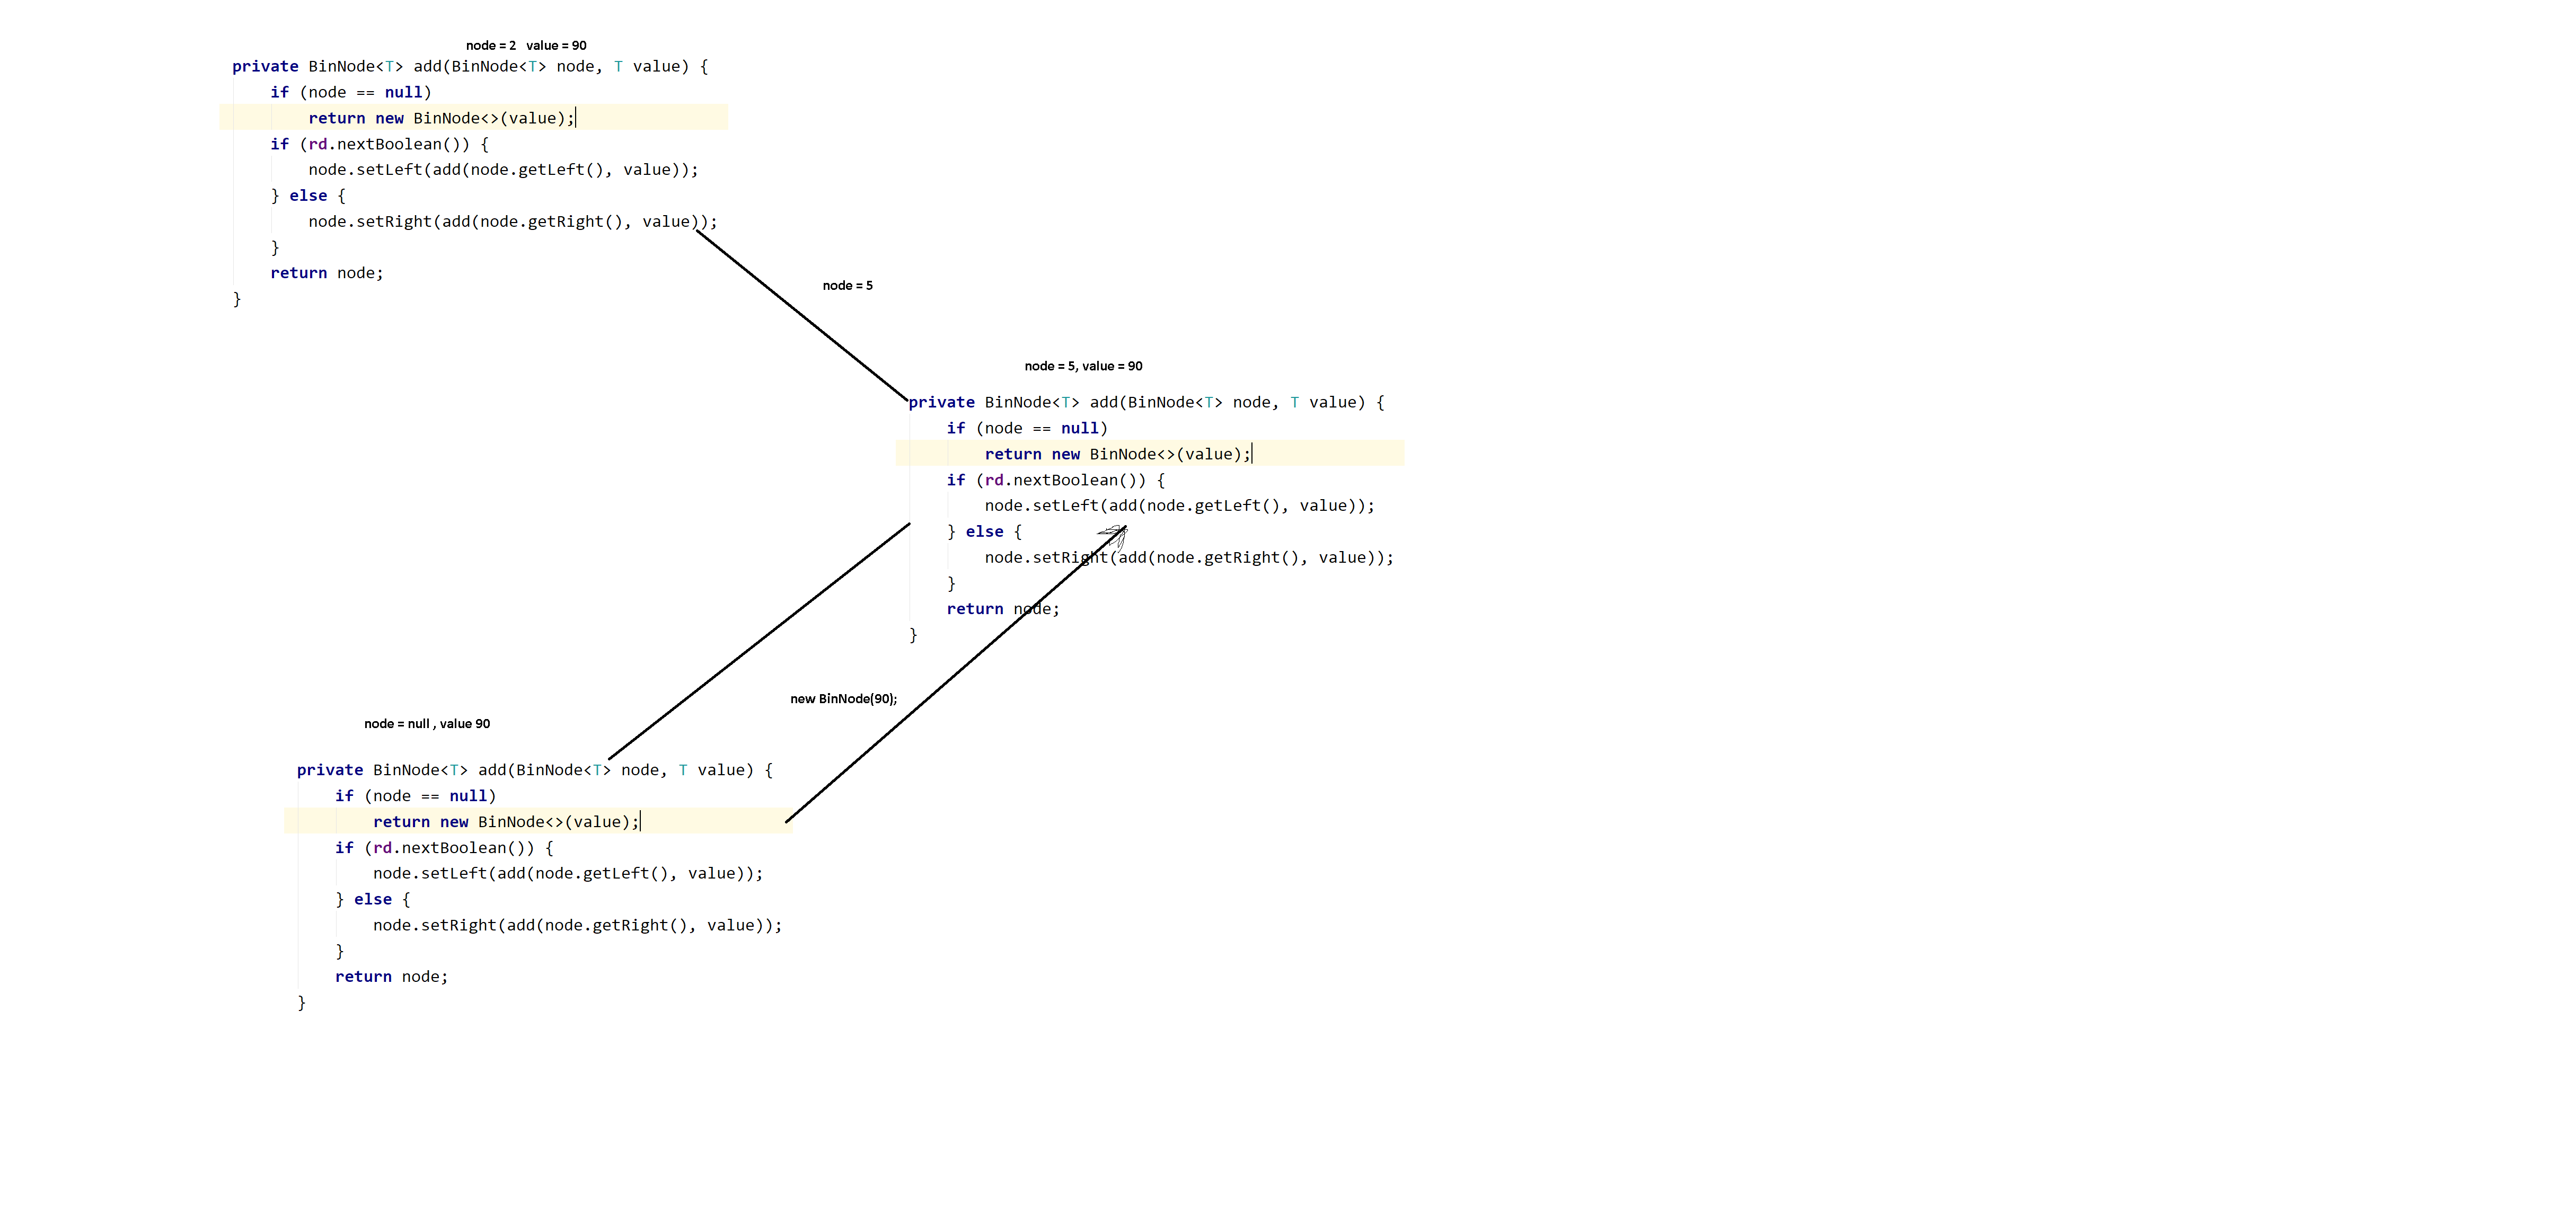 node = 2   value = 90
private BinNode<T> add(BinNode<T> node, T value) {
    if (node == null)
        return new BinNode<>(value);
    if (rd.nextBoolean()) {
        node.setLeft(add(node.getLeft(), value));
    } else {
        node.setRight(add(node.getRight(), value));
    }
    return node;
}
node = 5
node = 5, value = 90
private BinNode<T> add(BinNode<T> node, T value) {
    if (node == null)
        return new BinNode<>(value);
    if (rd.nextBoolean()) {
        node.setLeft(add(node.getLeft(), value));
    } else {
        node.setRight(add(node.getRight(), value));
    }
    return node;
}
new BinNode(90);
node = null , value 90
private BinNode<T> add(BinNode<T> node, T value) {
    if (node == null)
        return new BinNode<>(value);
    if (rd.nextBoolean()) {
        node.setLeft(add(node.getLeft(), value));
    } else {
        node.setRight(add(node.getRight(), value));
    }
    return node;
}